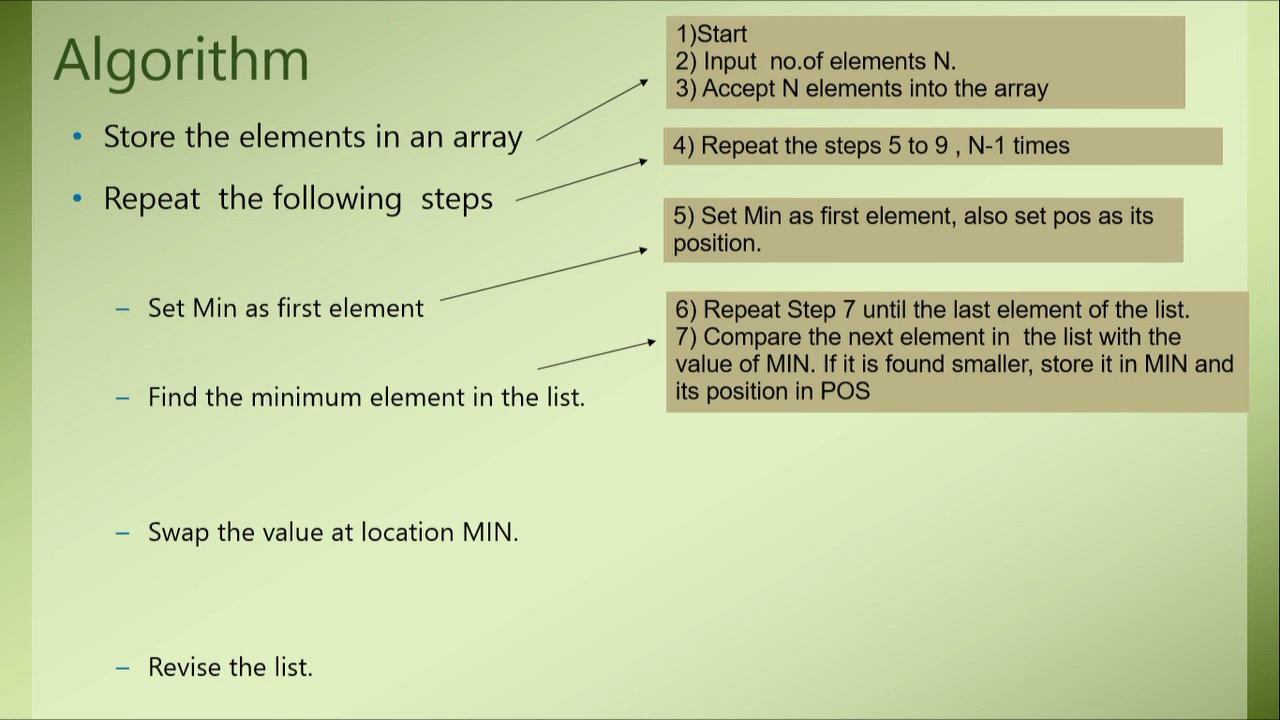 Algorithm
• Store the elements in an array
• Repeat the following steps
– Set Min as first element
– Find the minimum element in the list.
– Swap the value at location MIN.
– Revise the list.
1)Start
2) Input no.of elements N.
3) Accept N elements into the array
4) Repeat the steps 5 to 9 , N-1 times
5) Set Min as first element, also set pos as its
position.
6) Repeat Step 7 until the last element of the list.
7) Compare the next element in the list with the
value of MIN. If it is found smaller, store it in MIN and
its position in POS